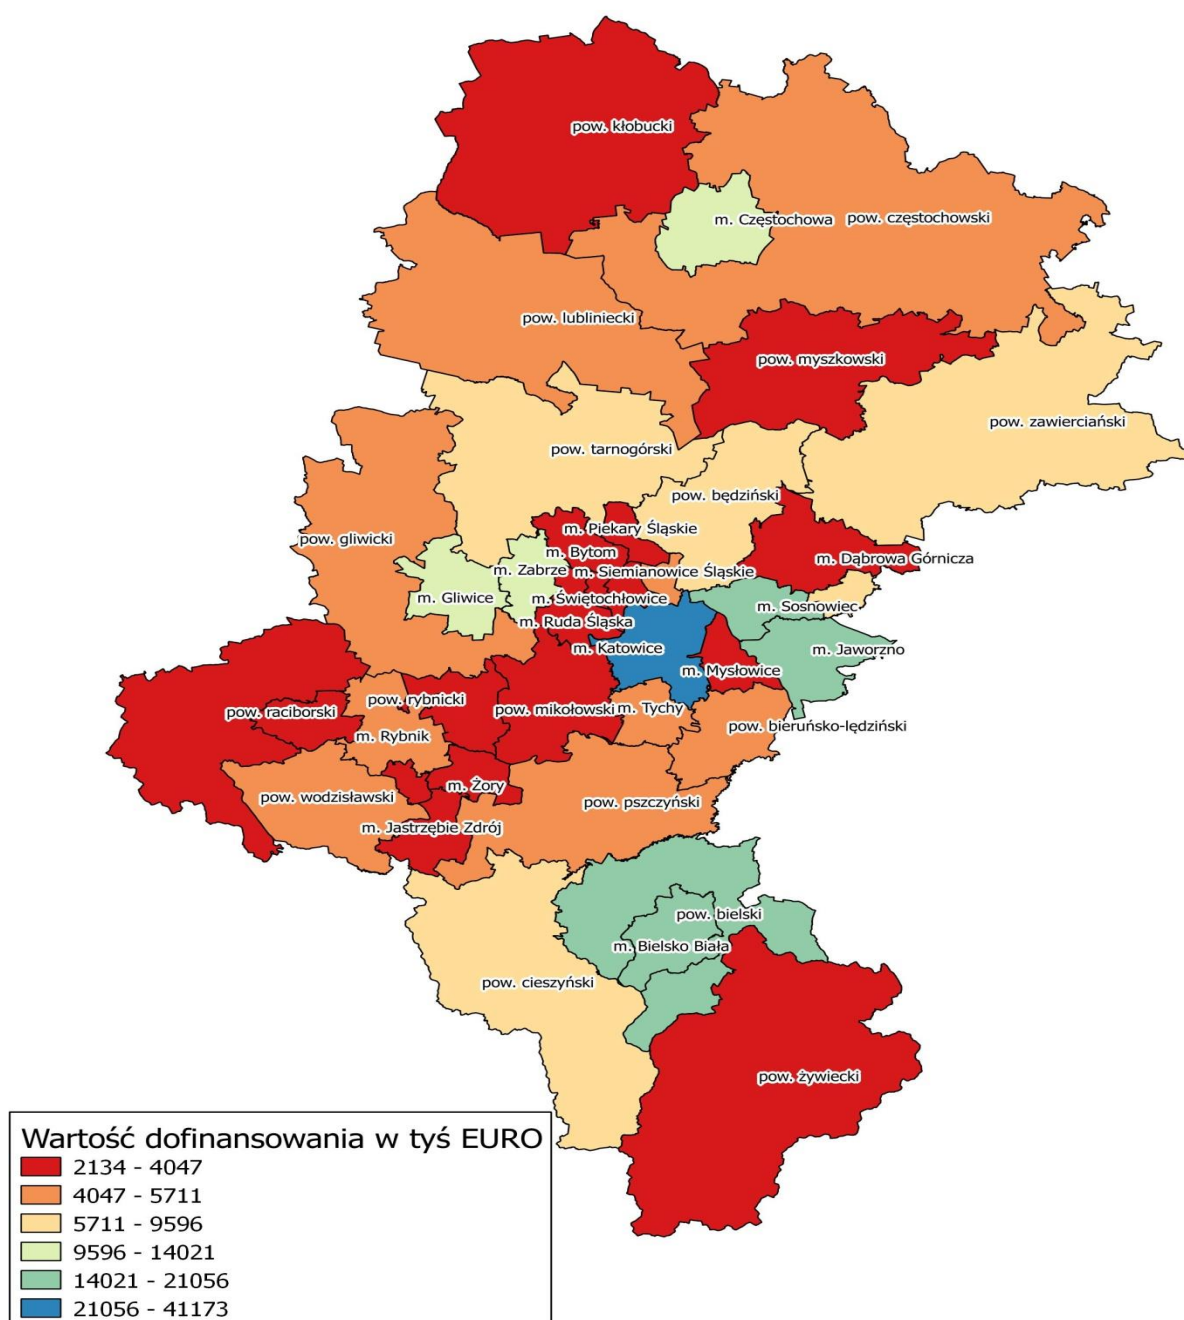 pow. kłobucki
m. Częstochowa
pow. częstochowski
pow. lubliniecki
pow. myszkowski
pow. zawierciański
pow. tarnogórski
pow. będziński
m. Piekary Śląskie
pow. gliwicki
m. Bytom
m. Dąbrowa Górnicza
m. Zabrze
m. Siemianowice Śląskie
m. Gliwice
m. Świętochłowice
m. Sosnowiec
m. Ruda Śląska
m. Katowice
m. Jaworzno
m. Mysłowice
pow. rybnicki
pow. raciborski
pow. mikołowski
m. Tychy
pow. bieruńsko-lędziński
m. Rybnik
pow. wodzisławski
m. Żory
pow. pszczyński
m. Jastrzębie Zdrój
pow. bielski
m. Bielsko Biała
pow. cieszyński
pow. żywiecki
Wartość dofinansowania w tyś EURO
2134 - 4047
4047 - 5711
5711 - 9596
9596 - 14021
14021 - 21056
21056 - 41173